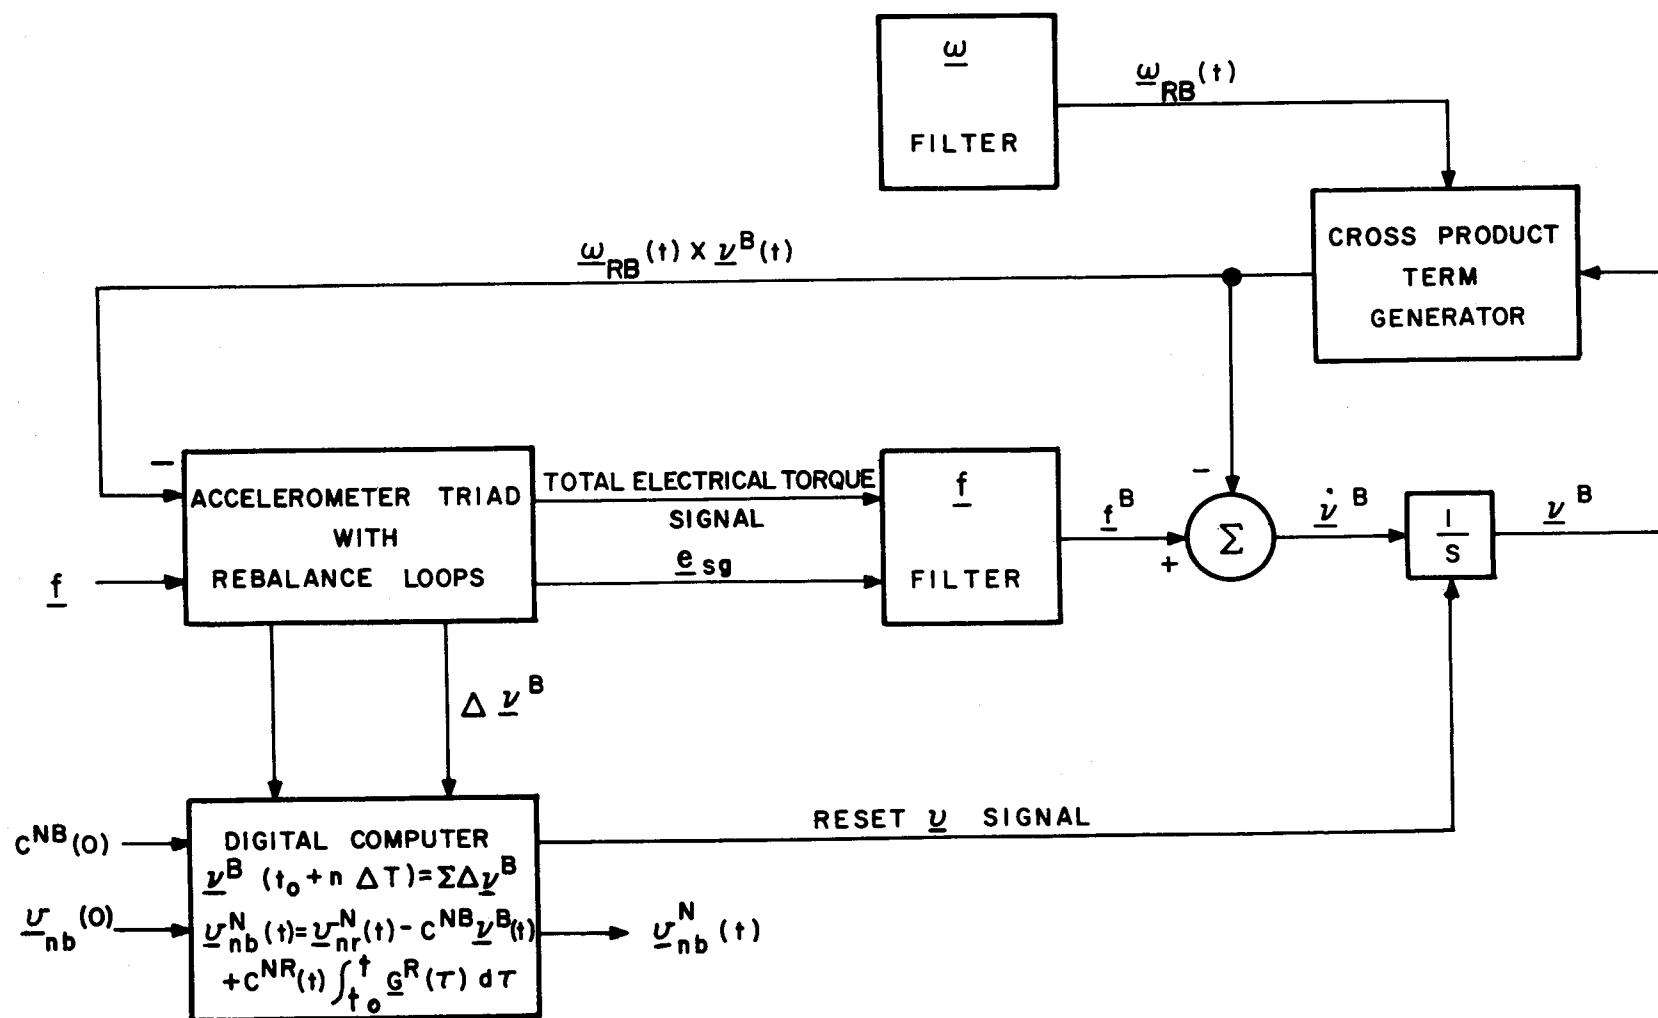 ω
FILTER
ω_RB(t)
CROSS PRODUCT
TERM
GENERATOR
ω_RB(t) X ν^B(t)
−
ACCELEROMETER TRIAD
WITH
REBALANCE LOOPS
f
TOTAL ELECTRICAL TORQUE
SIGNAL
e_sg
f
FILTER
f^B
−
+
Σ
ν̇^B
1
S
ν^B
Δ ν^B
RESET υ SIGNAL
C^NB(0)
υ_nb(0)
DIGITAL COMPUTER
ν^B (t_o + n ΔT) = ΣΔν^B
υ^N_nb(t) = υ^N_nr(t) - C^NB ν^B(t)
+ C^NR(t) ∫_to^t G^R(τ) dτ
υ^N_nb(t)